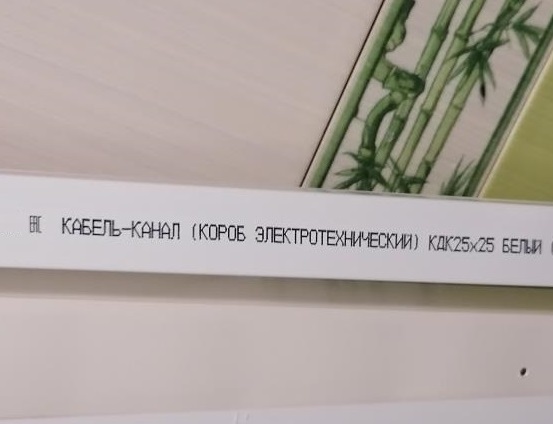 ЕАС КАБЕЛЬ-КАНАЛ (КОРОБ ЭЛЕКТРОТЕХНИЧЕСКИЙ) КДК25х25 БЕЛЫЙ (